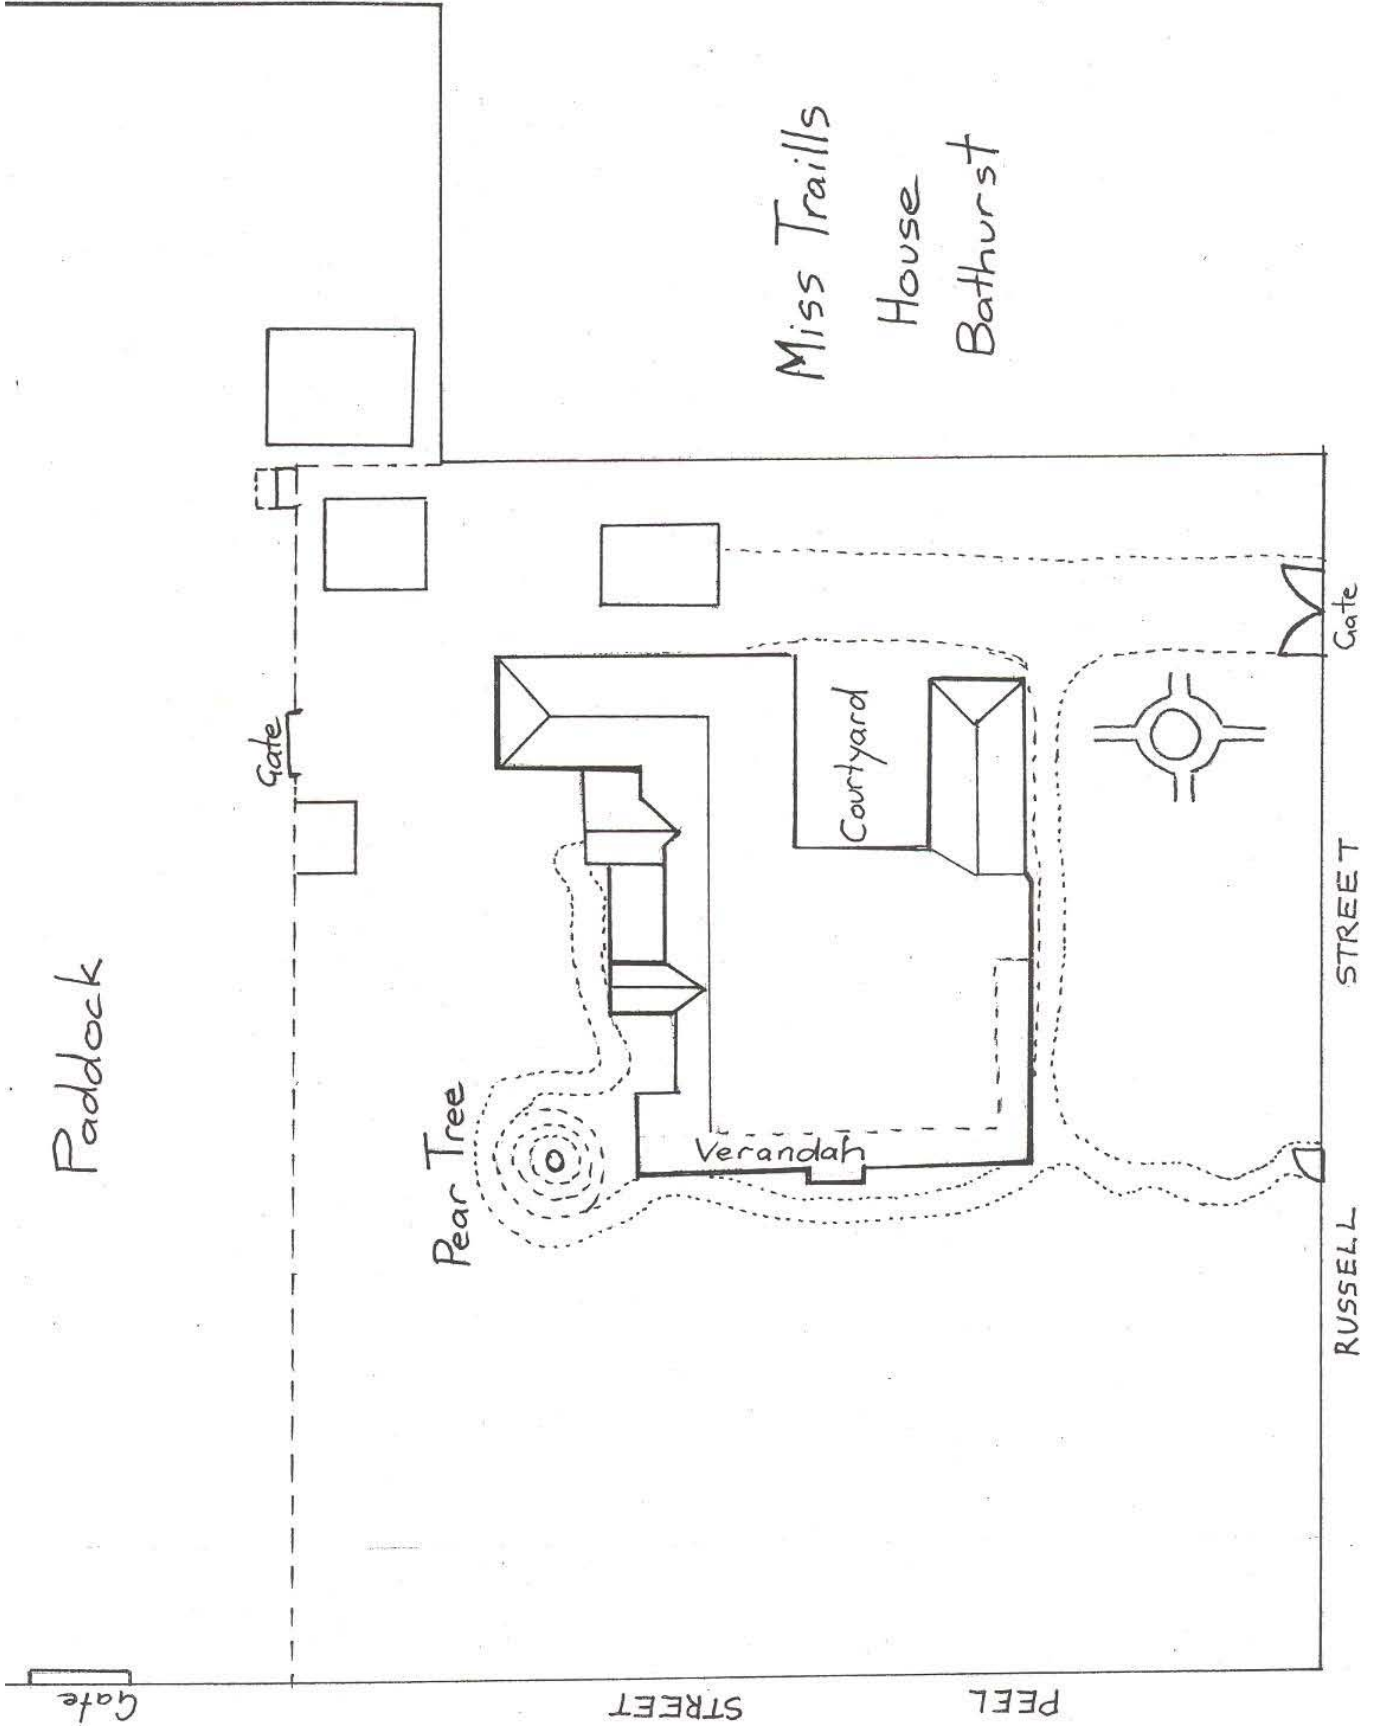 Miss Traills
House
Bathurst
Paddock
Gate
Pear Tree
Courtyard
Verandah
Gate
RUSSELL STREET
PEEL STREET
Gate